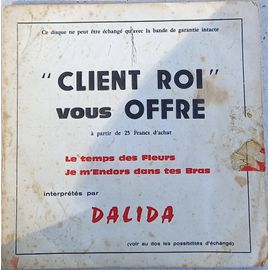 Ce disque ne peut être échangé qu'avec la bande de garantie intacte
"CLIENT ROI"
vous OFFRE
à partir de 25 Francs d'achat
Le temps des Fleurs
Je m'Endors dans tes Bras
interprétés par
DALIDA
(voir au dos les possibilités d'échange)